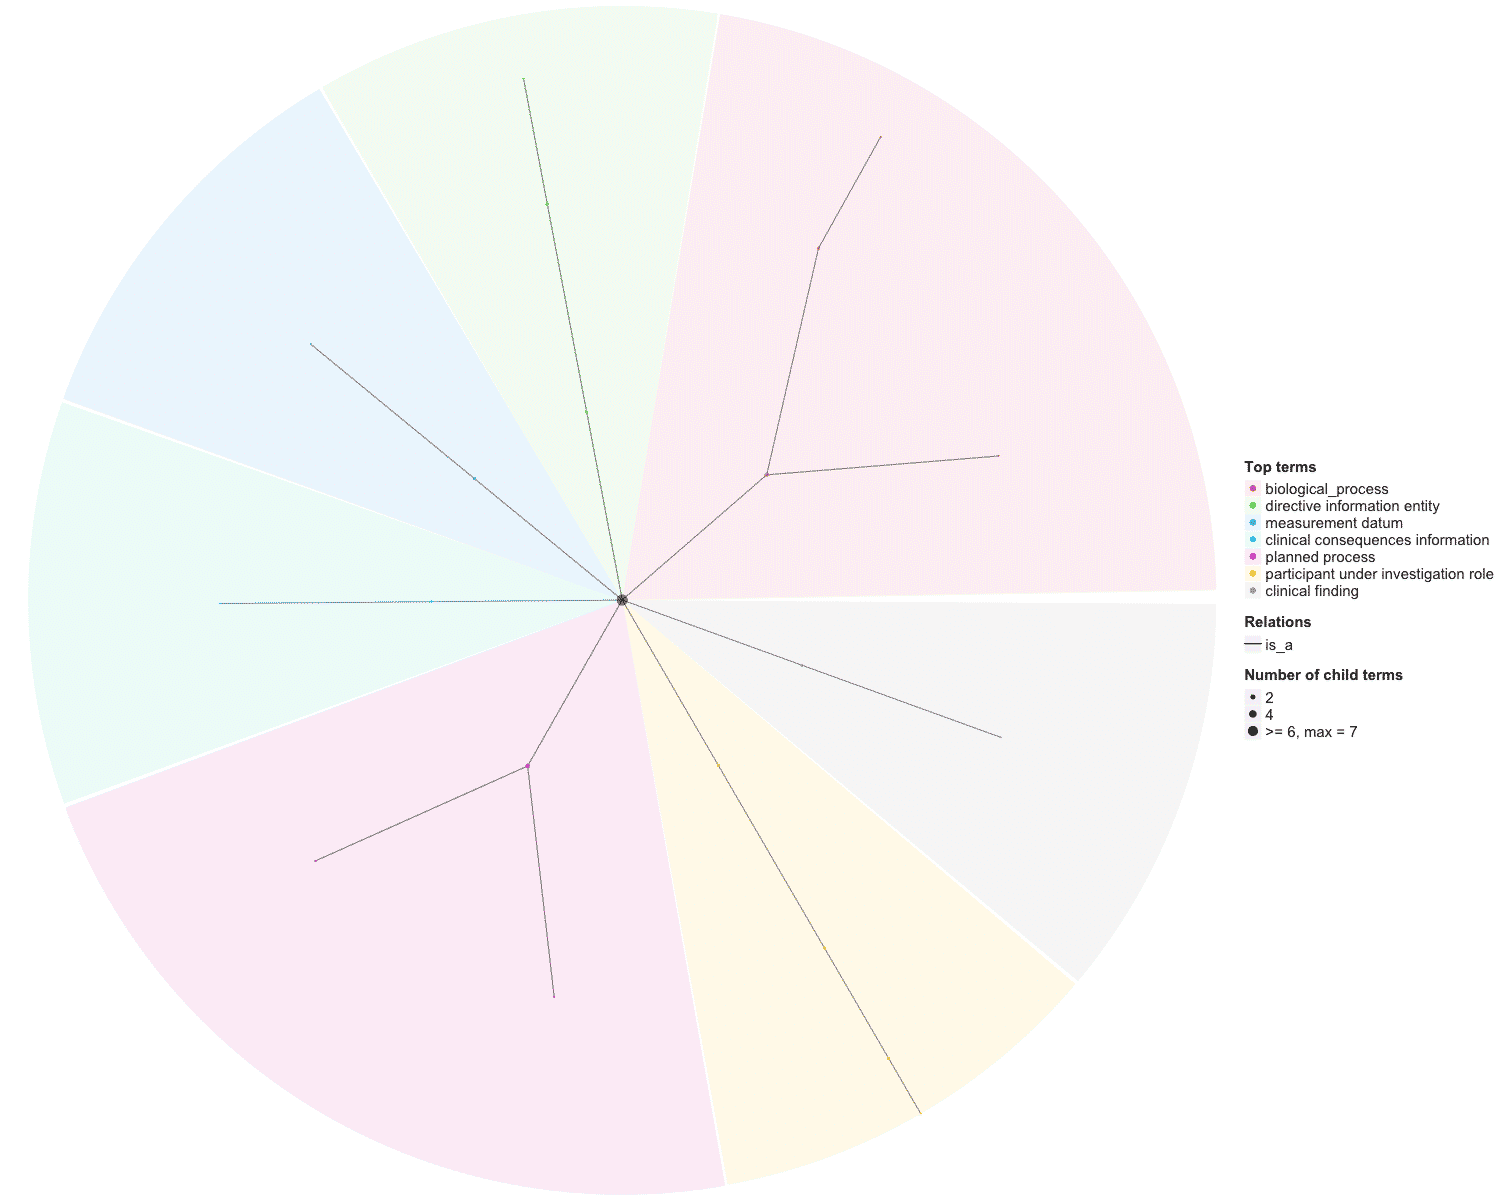 Top terms
biological_process
directive information entity
measurement datum
clinical consequences information
planned process
participant under investigation role
clinical finding
Relations
is_a
Number of child terms
2
4
>= 6, max = 7